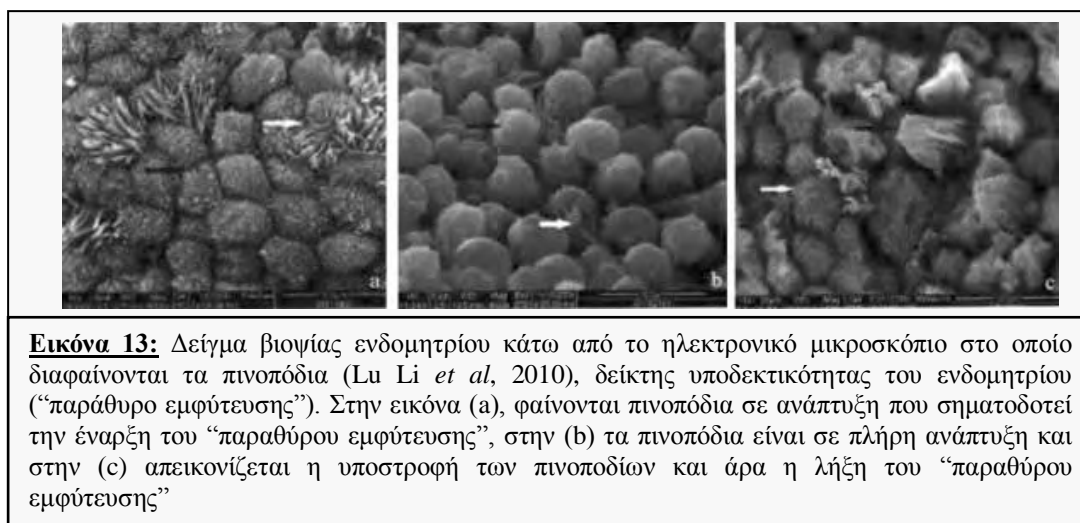 a
b
c
Εικόνα 13: Δείγμα βιοψίας ενδομητρίου κάτω από το ηλεκτρονικό μικροσκόπιο στο οποίο
διαφαίνονται τα πινοπόδια (Lu Li et al, 2010), δείκτης υποδεκτικότητας του ενδομητρίου
(“παράθυρο εμφύτευσης”). Στην εικόνα (a), φαίνονται πινοπόδια σε ανάπτυξη που σηματοδοτεί
την έναρξη του “παραθύρου εμφύτευσης”, στην (b) τα πινοπόδια είναι σε πλήρη ανάπτυξη και
στην (c) απεικονίζεται η υποστροφή των πινοποδίων και άρα η λήξη του “παραθύρου
εμφύτευσης”